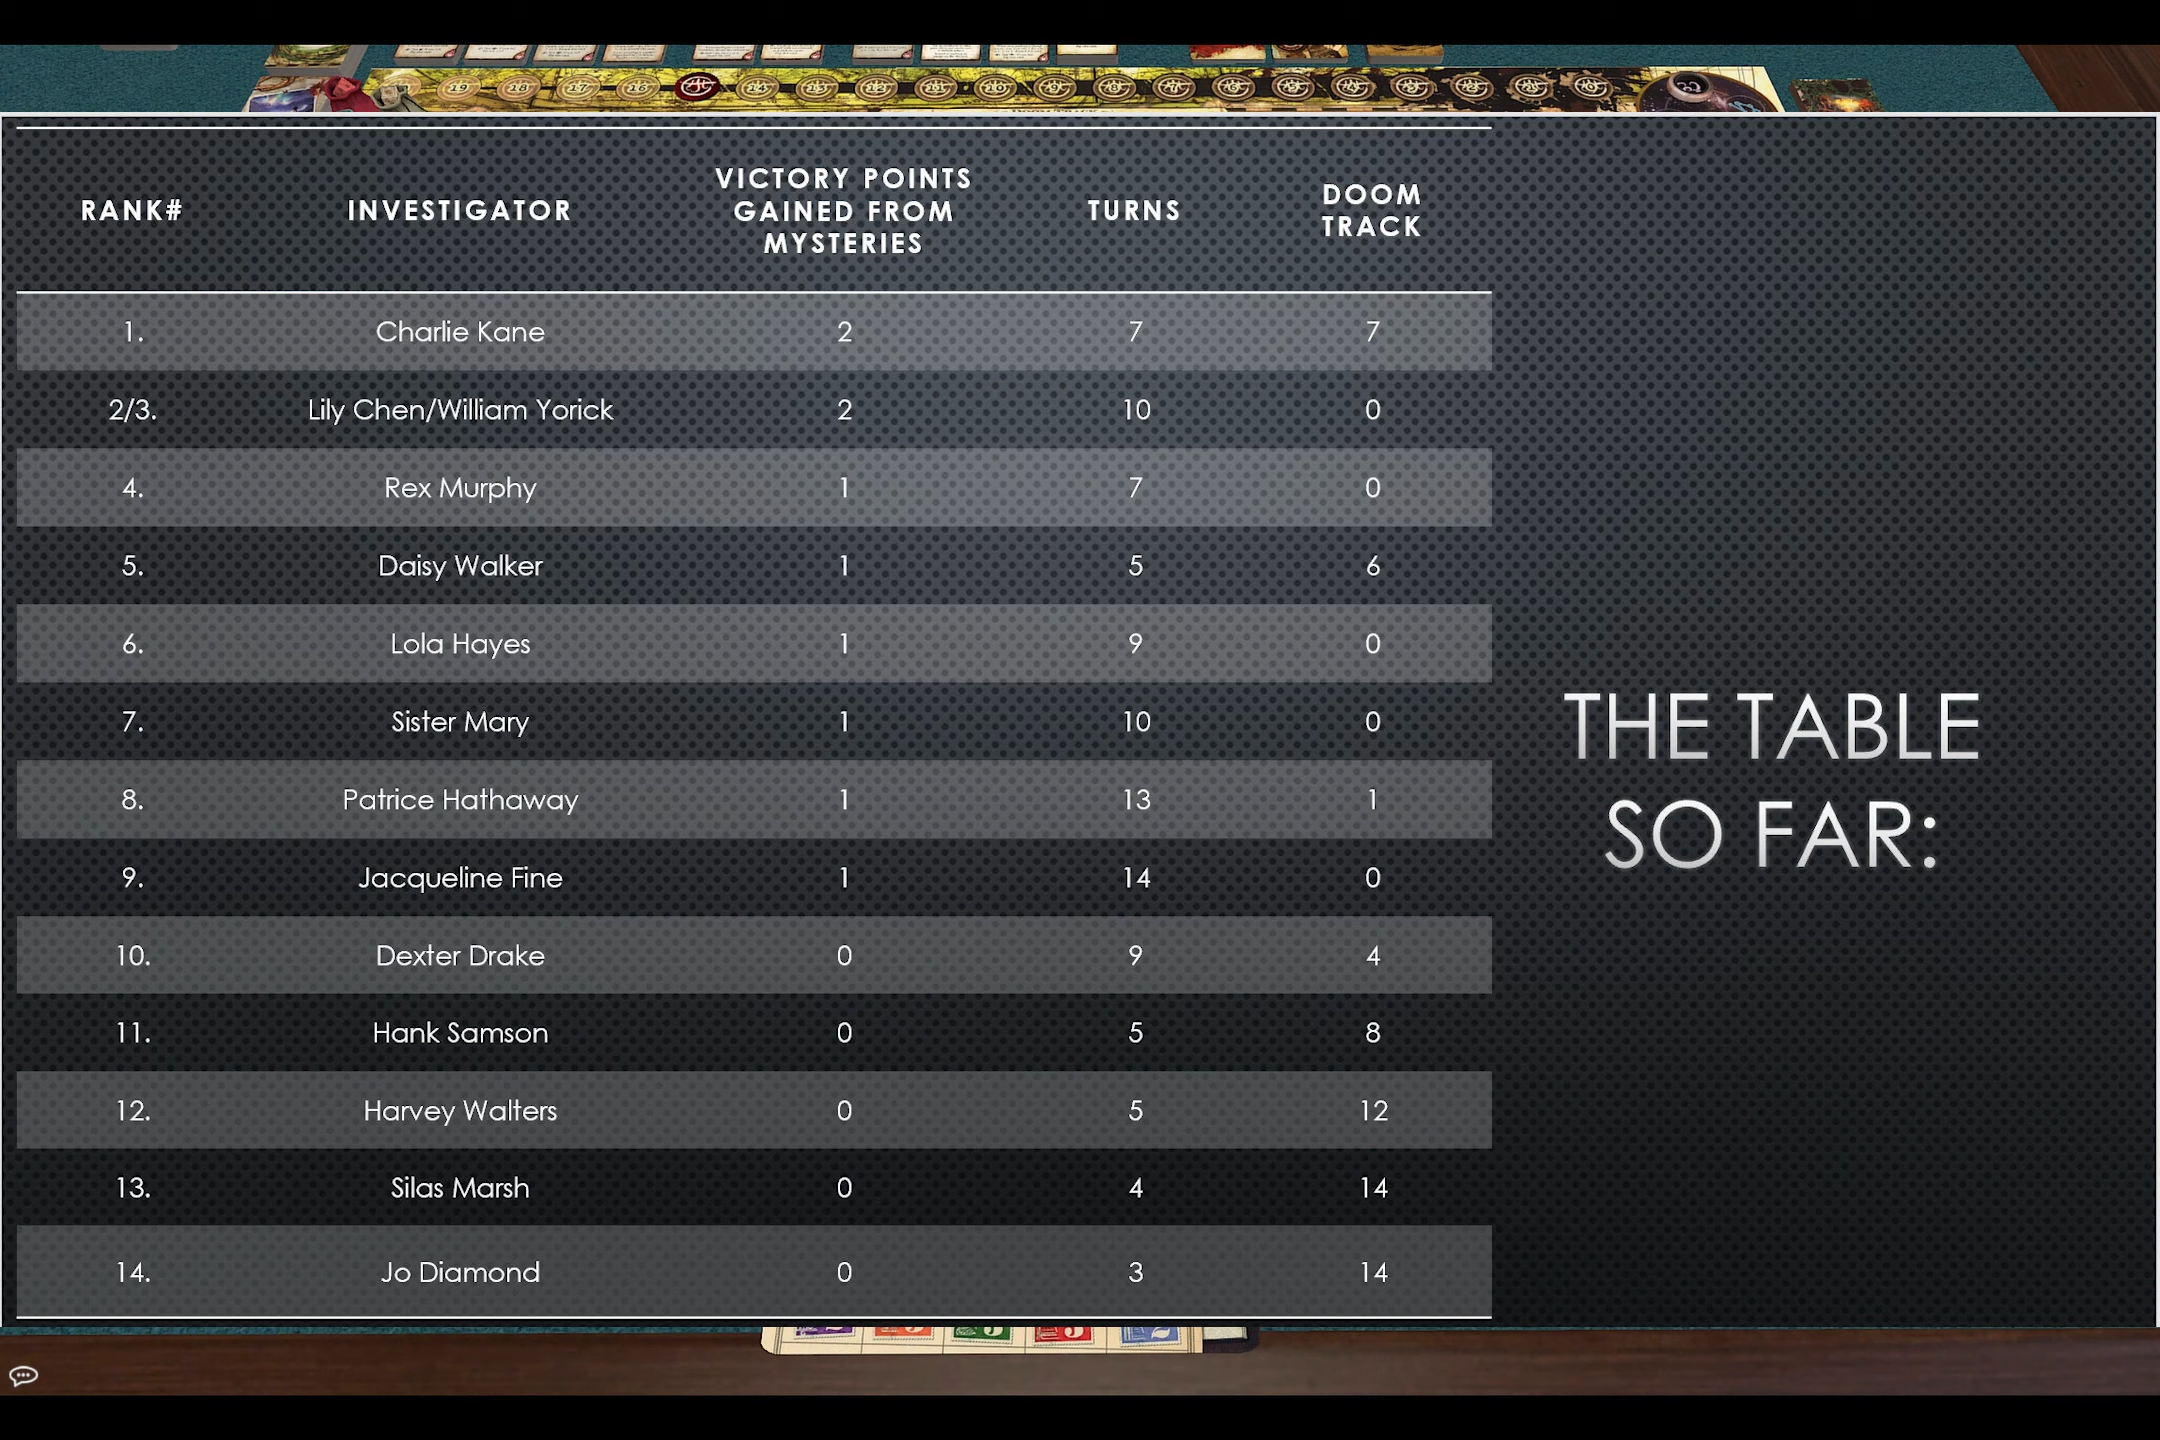 RANK# INVESTIGATOR VICTORY POINTS GAINED FROM MYSTERIES TURNS DOOM TRACK
1. Charlie Kane 2 7 7
2/3. Lily Chen/William Yorick 2 10 0
4. Rex Murphy 1 7 0
5. Daisy Walker 1 5 6
6. Lola Hayes 1 9 0
7. Sister Mary 1 10 0
8. Patrice Hathaway 1 13 1
9. Jacqueline Fine 1 14 0
10. Dexter Drake 0 9 4
11. Hank Samson 0 5 8
12. Harvey Walters 0 5 12
13. Silas Marsh 0 4 14
14. Jo Diamond 0 3 14
THE TABLE
SO FAR: